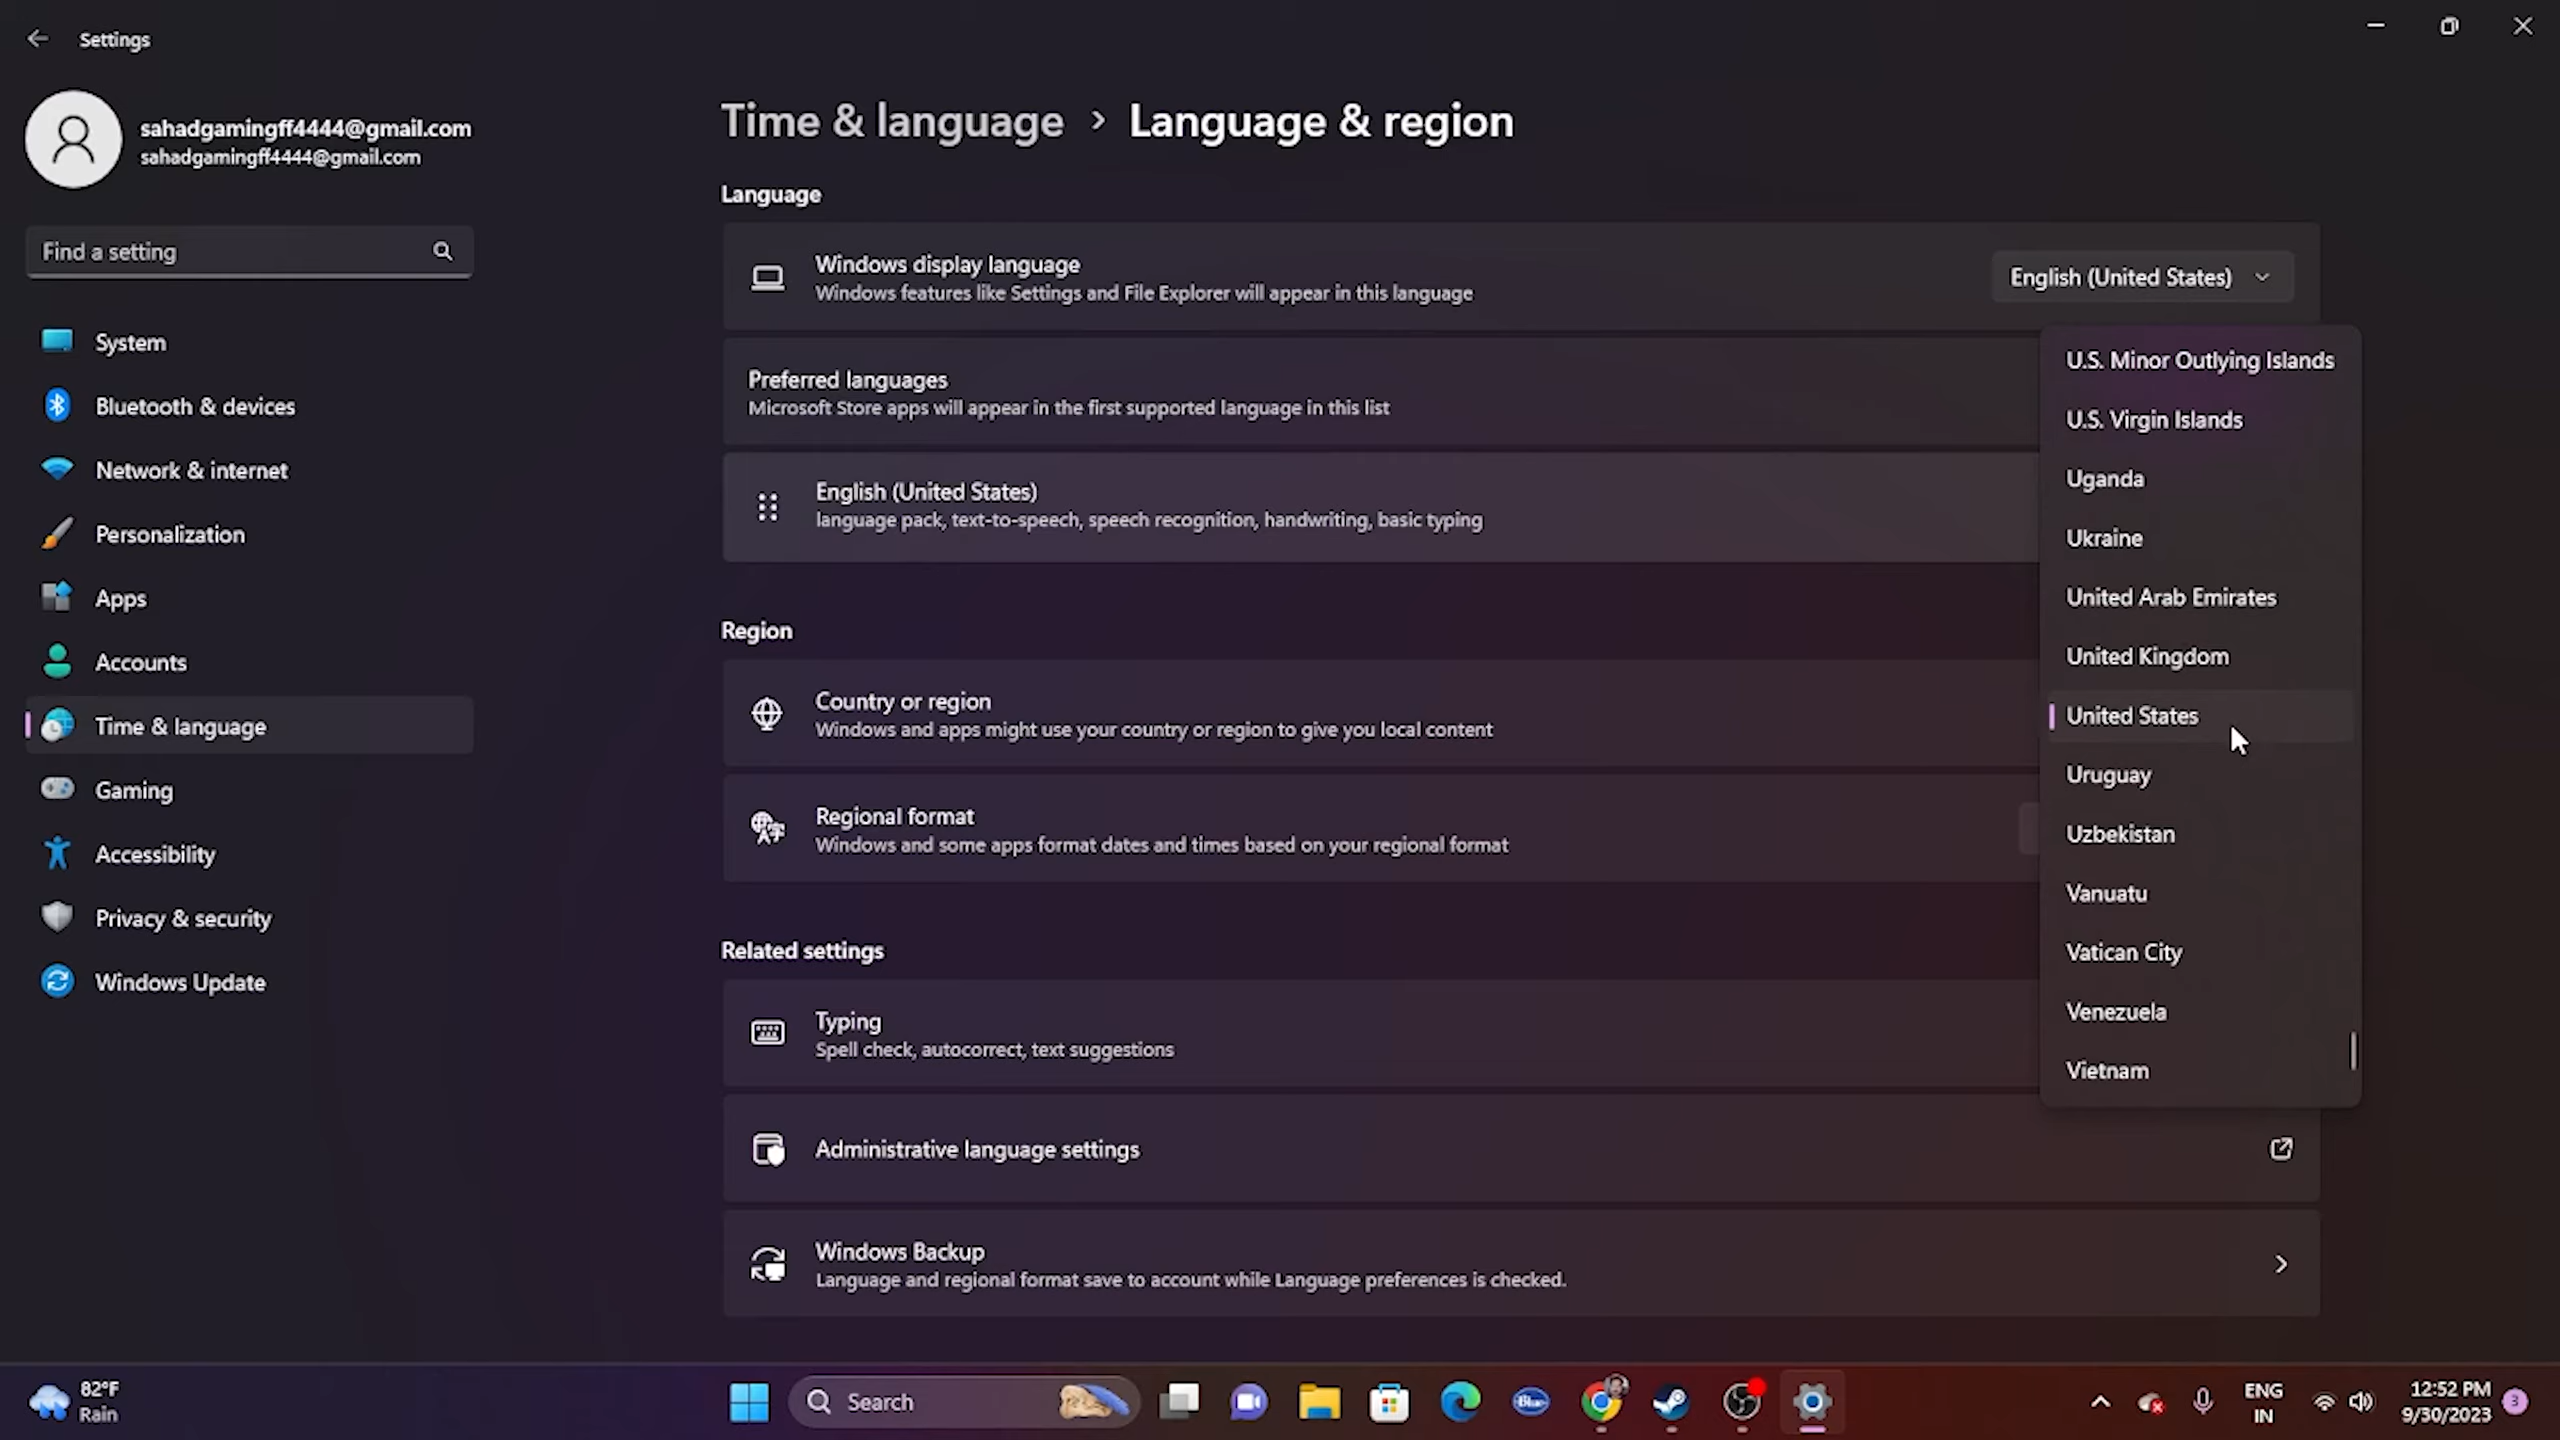 Settings
sahadgamingff4444@gmail.com
sahadgamingff4444@gmail.com
Find a setting
System
Bluetooth & devices
Network & internet
Personalization
Apps
Accounts
Time & language
Gaming
Accessibility
Privacy & security
Windows Update
Time & language > Language & region
Language
Windows display language
Windows features like Settings and File Explorer will appear in this language
English (United States)
Preferred languages
Microsoft Store apps will appear in the first supported language in this list
English (United States)
language pack, text-to-speech, speech recognition, handwriting, basic typing
Region
Country or region
Windows and apps might use your country or region to give you local content
Regional format
Windows and some apps format dates and times based on your regional format
Related settings
Typing
Spell check, autocorrect, text suggestions
Administrative language settings
Windows Backup
Language and regional format save to account while Language preferences is checked.
U.S. Minor Outlying Islands
U.S. Virgin Islands
Uganda
Ukraine
United Arab Emirates
United Kingdom
United States
Uruguay
Uzbekistan
Vanuatu
Vatican City
Venezuela
Vietnam
82°F
Rain
Search
Blue
ENG
IN
12:52 PM
9/30/2023
3